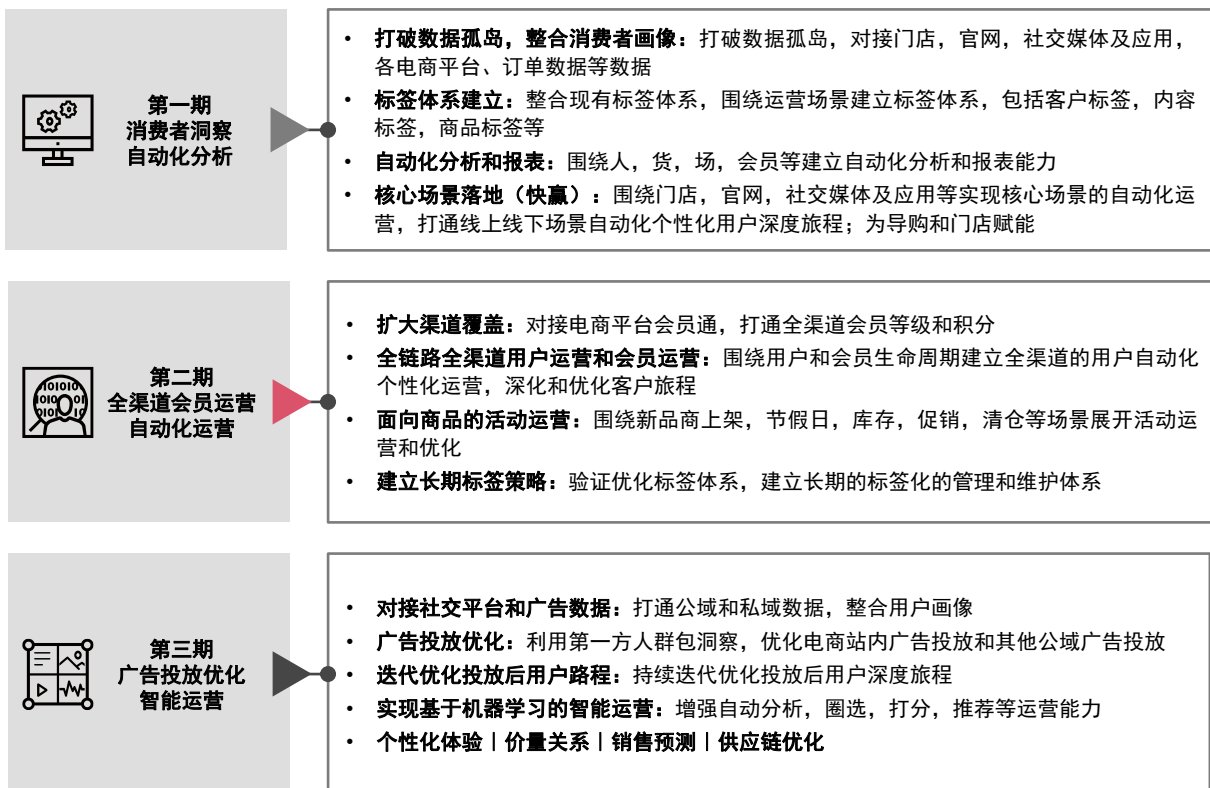 第一期
消费者洞察
自动化分析
• 打破数据孤岛，整合消费者画像：打破数据孤岛，对接门店，官网，社交媒体及应用，
各电商平台、订单数据等数据
• 标签体系建立：整合现有标签体系，围绕运营场景建立标签体系，包括客户标签，内容
标签，商品标签等
• 自动化分析和报表：围绕人，货，场，会员等建立自动化分析和报表能力
• 核心场景落地（快赢）：围绕门店，官网，社交媒体及应用等实现核心场景的自动化运
营，打通线上线下场景自动化个性化用户深度旅程；为导购和门店赋能
第二期
全渠道会员运营
自动化运营
• 扩大渠道覆盖：对接电商平台会员通，打通全渠道会员等级和积分
• 全链路全渠道用户运营和会员运营：围绕用户和会员生命周期建立全渠道的用户自动化
个性化运营，深化和优化客户旅程
• 面向商品的活动运营：围绕新品商上架，节假日，库存，促销，清仓等场景展开活动运
营和优化
• 建立长期标签策略：验证优化标签体系，建立长期的标签化的管理和维护体系
第三期
广告投放优化
智能运营
• 对接社交平台和广告数据：打通公域和私域数据，整合用户画像
• 广告投放优化：利用第一方人群包洞察，优化电商站内广告投放和其他公域广告投放
• 迭代优化投放后用户路程：持续迭代优化投放后用户深度旅程
• 实现基于机器学习的智能运营：增强自动分析，圈选，打分，推荐等运营能力
• 个性化体验｜价量关系｜销售预测｜供应链优化